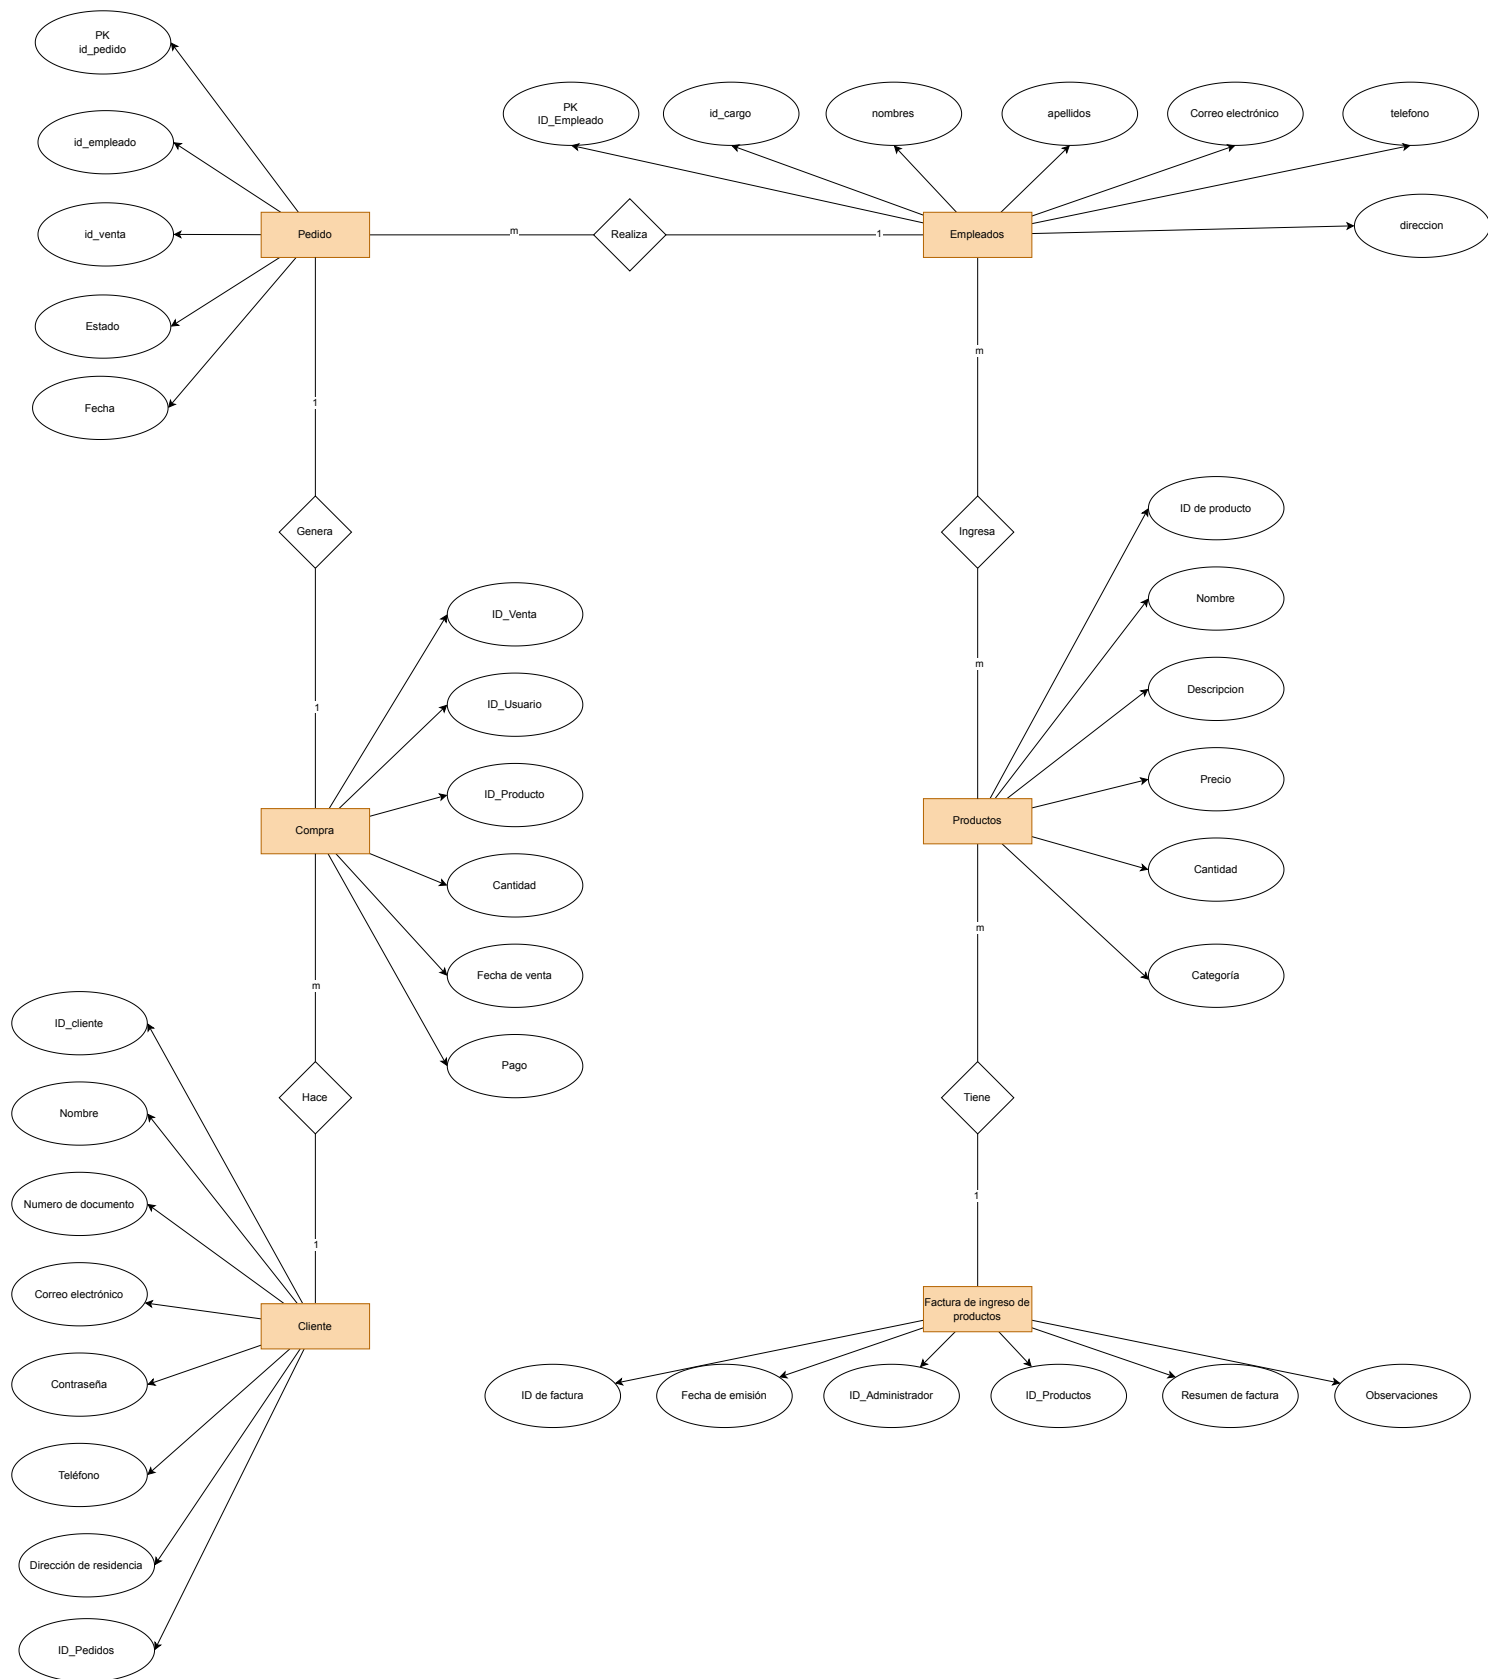 PK
id_pedido
PK
ID_Empleado
id_cargo
nombres
apellidos
Correo electrónico
telefono
id_empleado
id_venta
Pedido
m
Realiza
1
Empleados
direccion
Estado
m
Fecha
1
ID de producto
Genera
Ingresa
Nombre
ID_Venta
m
Descripcion
ID_Usuario
1
Precio
ID_Producto
Compra
Productos
Cantidad
Cantidad
m
Categoría
Fecha de venta
m
ID_cliente
Pago
Nombre
Hace
Tiene
Numero de documento
1
1
Correo electrónico
Cliente
Factura de ingreso de
productos
Contraseña
ID de factura
Fecha de emisión
ID_Administrador
ID_Productos
Resumen de factura
Observaciones
Teléfono
Dirección de residencia
ID_Pedidos